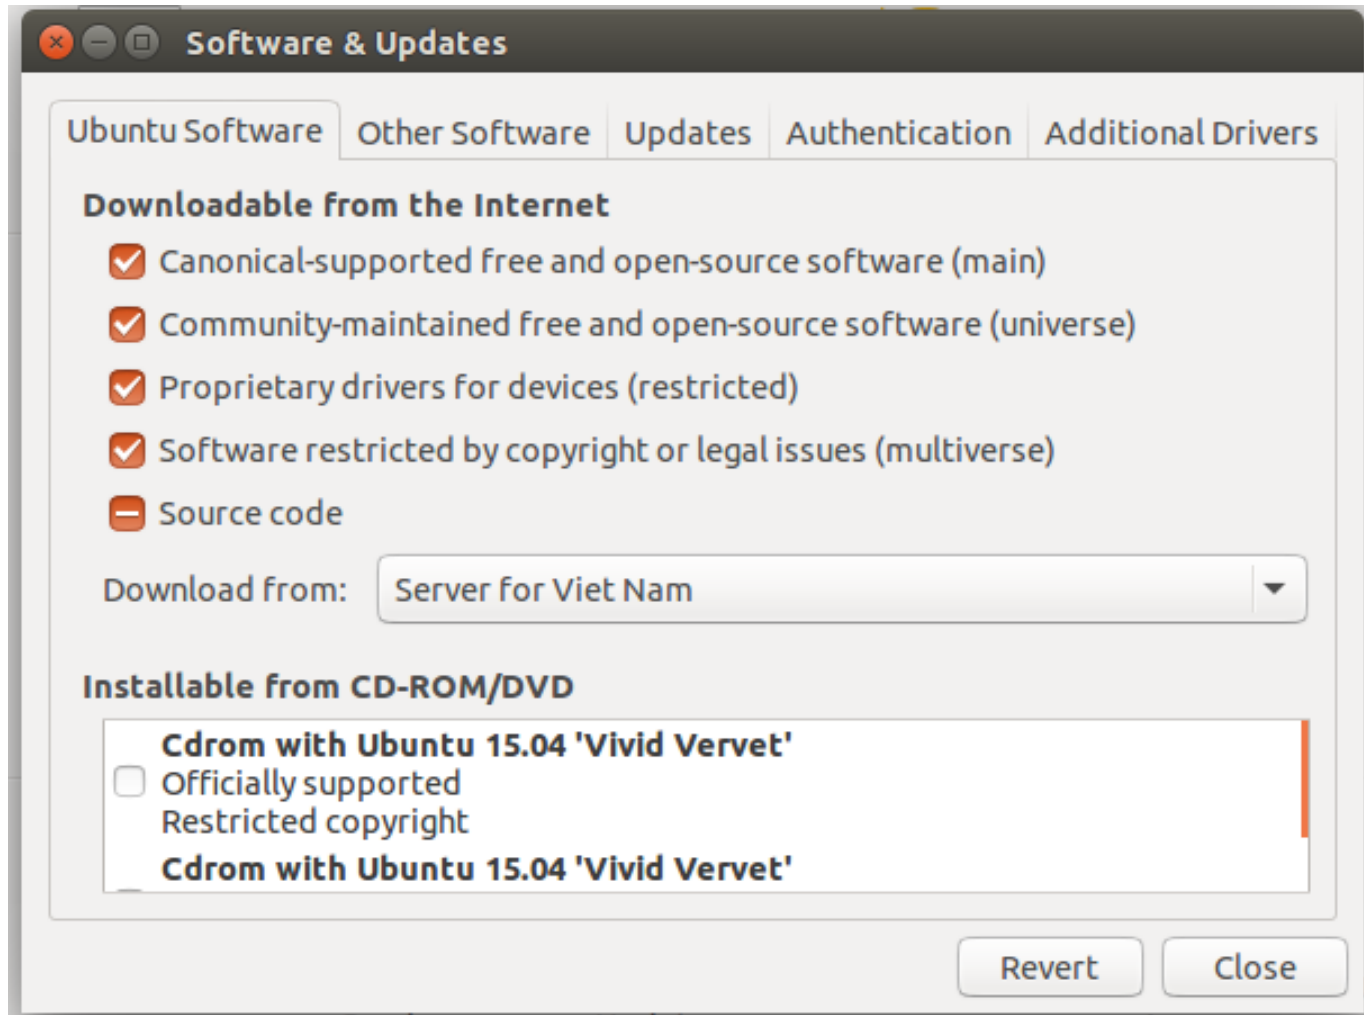 Software & Updates
Ubuntu Software Other Software Updates Authentication Additional Drivers
Downloadable from the Internet
Canonical-supported free and open-source software (main)
Community-maintained free and open-source software (universe)
Proprietary drivers for devices (restricted)
Software restricted by copyright or legal issues (multiverse)
Source code
Download from: Server for Viet Nam
Installable from CD-ROM/DVD
Cdrom with Ubuntu 15.04 'Vivid Vervet'
Officially supported
Restricted copyright
Cdrom with Ubuntu 15.04 'Vivid Vervet'
Revert Close